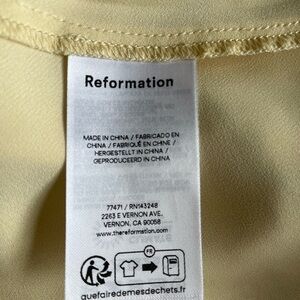 Reformation
MADE IN CHINA / FABRICADO EN
CHINA / FABRIQUÉ EN CHINE /
HERGESTELLT IN CHINA /
GEPRODUCEERD IN CHINA
77471 / RN143248
2263 E VERNON AVE,
VERNON, CA 90058
www.thereformation.com
FR
quefairedemesdechets.fr